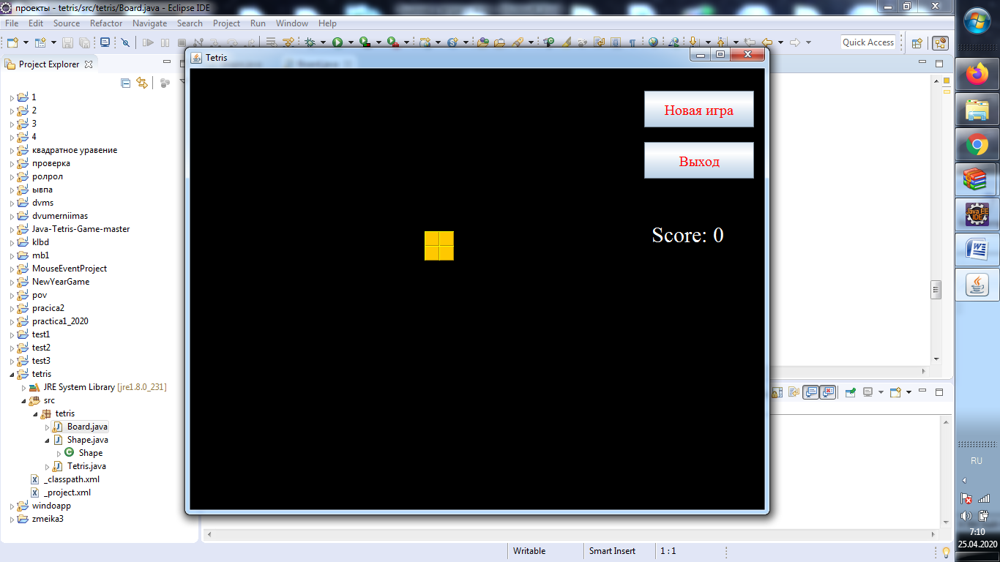 проекты - tetris/src/tetris/Board.java - Eclipse IDE
File Edit Source Refactor Navigate Search Project Run Window Help
Quick Access
Project Explorer
Tetris
1
2
3
4
квадратное уравение
проверка
ролрол
ывпа
dvms
dvumerniimas
Java-Tetris-Game-master
klbd
mb1
MouseEventProject
NewYearGame
pov
pracica2
practica1_2020
test1
test2
test3
tetris
JRE System Library [jre1.8.0_231]
src
tetris
Board.java
Shape.java
Shape
Tetris.java
_classpath.xml
_project.xml
windoapp
zmeika3
Новая игра
Выход
Score: 0
Writable Smart Insert 1 : 1
Java EE
IDE
RU
7:10
25.04.2020